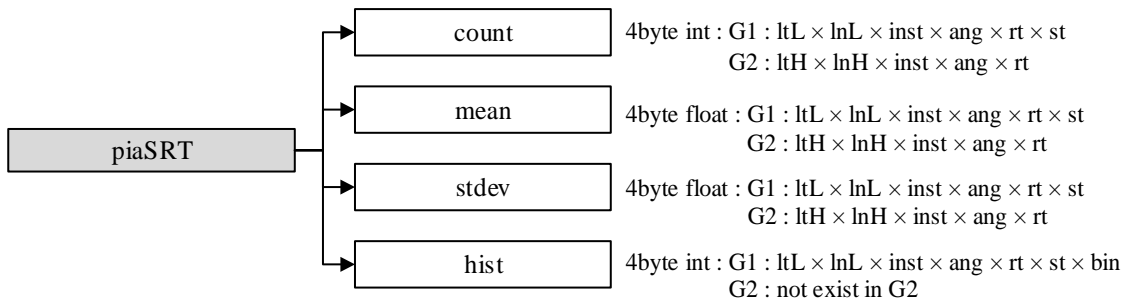 count
4byte int : G1 : ltL × lnL × inst × ang × rt × st
G2 : ltH × lnH × inst × ang × rt
mean
4byte float : G1 : ltL × lnL × inst × ang × rt × st
G2 : ltH × lnH × inst × ang × rt
piaSRT
stdev
4byte float : G1 : ltL × lnL × inst × ang × rt × st
G2 : ltH × lnH × inst × ang × rt
hist
4byte int : G1 : ltL × lnL × inst × ang × rt × st × bin
G2 : not exist in G2